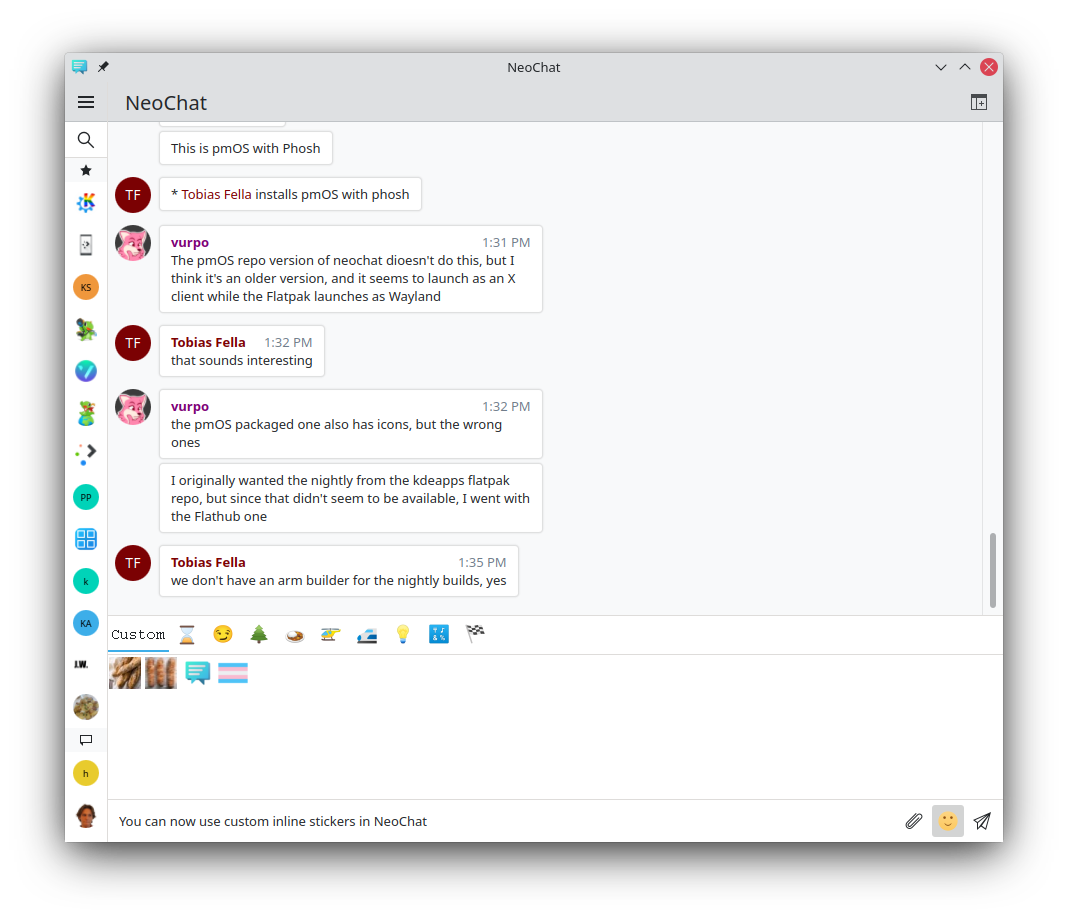 NeoChat
NeoChat
This is pmOS with Phosh
TF
* Tobias Fella installs pmOS with phosh
vurpo 1:31 PM
The pmOS repo version of neochat dioesn't do this, but I
think it's an older version, and it seems to launch as an X
client while the Flatpak launches as Wayland
TF
Tobias Fella 1:32 PM
that sounds interesting
vurpo 1:32 PM
the pmOS packaged one also has icons, but the wrong
ones
I originally wanted the nightly from the kdeapps flatpak
repo, but since that didn't seem to be available, I went with
the Flathub one
TF
Tobias Fella 1:35 PM
we don't have an arm builder for the nightly builds, yes
KS
PP
k
KA
J.W.
h
Custom
You can now use custom inline stickers in NeoChat